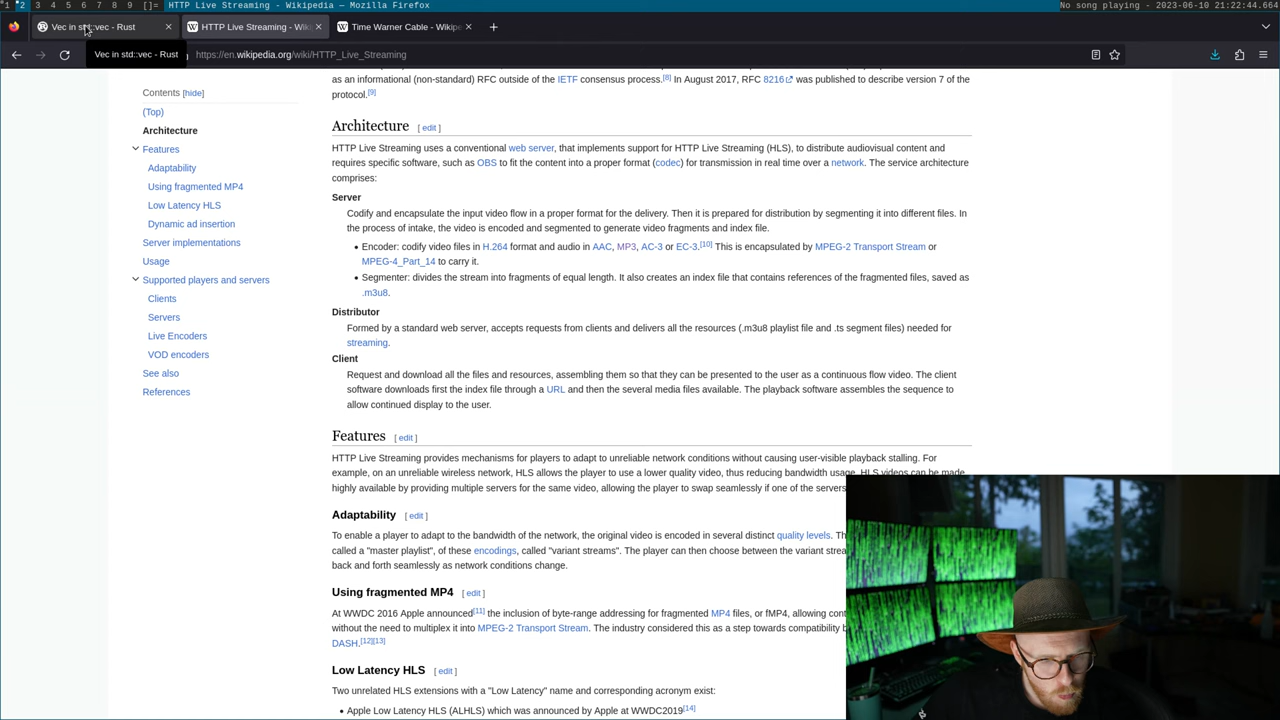 1 2 3 4 5 6 7 8 9 []= HTTP Live Streaming - Wikipedia — Mozilla Firefox No song playing - 2023-06-10 21:22:44.664
Vec in std::vec - Rust HTTP Live Streaming - Wiki Time Warner Cable - Wikipe
Vec in std::vec - Rust
https://en.wikipedia.org/wiki/HTTP_Live_Streaming
Contents [hide]
(Top)
Architecture
Features
Adaptability
Using fragmented MP4
Low Latency HLS
Dynamic ad insertion
Server implementations
Usage
Supported players and servers
Clients
Servers
Live Encoders
VOD encoders
See also
References
as an informational (non-standard) RFC outside of the IETF consensus process.[8] In August 2017, RFC 8216 was published to describe version 7 of the
protocol.[9]
Architecture [ edit ]
HTTP Live Streaming uses a conventional web server, that implements support for HTTP Live Streaming (HLS), to distribute audiovisual content and
requires specific software, such as OBS to fit the content into a proper format (codec) for transmission in real time over a network. The service architecture
comprises:
Server
Codify and encapsulate the input video flow in a proper format for the delivery. Then it is prepared for distribution by segmenting it into different files. In
the process of intake, the video is encoded and segmented to generate video fragments and index file.
• Encoder: codify video files in H.264 format and audio in AAC, MP3, AC-3 or EC-3.[10] This is encapsulated by MPEG-2 Transport Stream or
MPEG-4_Part_14 to carry it.
• Segmenter: divides the stream into fragments of equal length. It also creates an index file that contains references of the fragmented files, saved as
.m3u8.
Distributor
Formed by a standard web server, accepts requests from clients and delivers all the resources (.m3u8 playlist file and .ts segment files) needed for
streaming.
Client
Request and download all the files and resources, assembling them so that they can be presented to the user as a continuous flow video. The client
software downloads first the index file through a URL and then the several media files available. The playback software assembles the sequence to
allow continued display to the user.
Features [ edit ]
HTTP Live Streaming provides mechanisms for players to adapt to unreliable network conditions without causing user-visible playback stalling. For
example, on an unreliable wireless network, HLS allows the player to use a lower quality video, thus reducing bandwidth usage. HLS videos can be made
highly available by providing multiple servers for the same video, allowing the player to swap seamlessly if one of the servers
Adaptability [ edit ]
To enable a player to adapt to the bandwidth of the network, the original video is encoded in several distinct quality levels. Th
called a "master playlist", of these encodings, called "variant streams". The player can then choose between the variant strea
back and forth seamlessly as network conditions change.
Using fragmented MP4 [ edit ]
At WWDC 2016 Apple announced[11] the inclusion of byte-range addressing for fragmented MP4 files, or fMP4, allowing cont
without the need to multiplex it into MPEG-2 Transport Stream. The industry considered this as a step towards compatibility b
DASH.[12][13]
Low Latency HLS [ edit ]
Two unrelated HLS extensions with a "Low Latency" name and corresponding acronym exist:
• Apple Low Latency HLS (ALHLS) which was announced by Apple at WWDC2019[14]